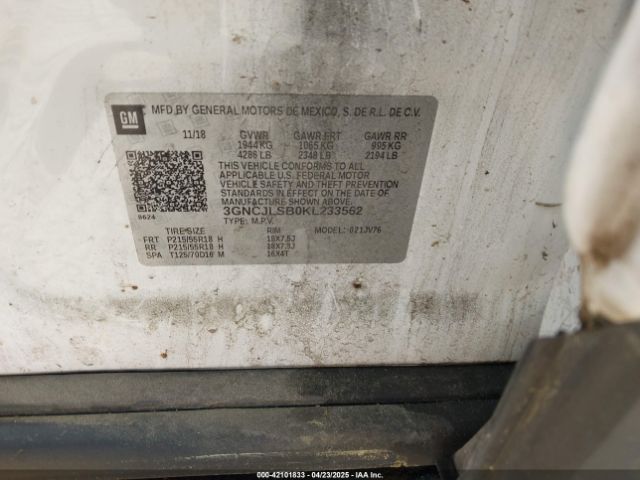 GM
MFD BY GENERAL MOTORS DE MEXICO, S. DE R.L. DE C.V.
11/18 GVWR GAWR FRT GAWR RR
1944 KG 1065 KG 995 KG
4286 LB 2348 LB 2194 LB
THIS VEHICLE CONFORMS TO ALL
APPLICABLE U.S. FEDERAL MOTOR
VEHICLE SAFETY AND THEFT PREVENTION
STANDARDS IN EFFECT ON THE DATE OF
MANUFACTURE SHOWN ABOVE.
8624
3GNCJLSB0KL233562
TYPE: M.P.V.
TIRE SIZE RIM MODEL: 021JV76
FRT P215/55R18 H 18X7.5J
RR P215/55R18 H 18X7.5J
SPA T125/70D16 M 16X4T
000-42101833 04/23/2025 IAA Inc.